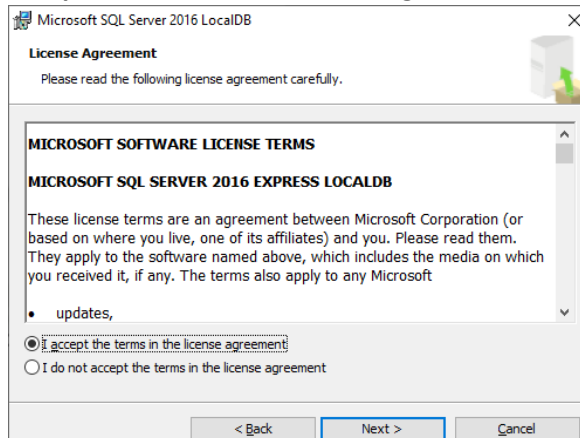 Microsoft SQL Server 2016 LocalDB
License Agreement
Please read the following license agreement carefully.
MICROSOFT SOFTWARE LICENSE TERMS
MICROSOFT SQL SERVER 2016 EXPRESS LOCALDB
These license terms are an agreement between Microsoft Corporation (or
based on where you live, one of its affiliates) and you. Please read them.
They apply to the software named above, which includes the media on which
you received it, if any. The terms also apply to any Microsoft
• updates,
I accept the terms in the license agreement
I do not accept the terms in the license agreement
< Back Next > Cancel